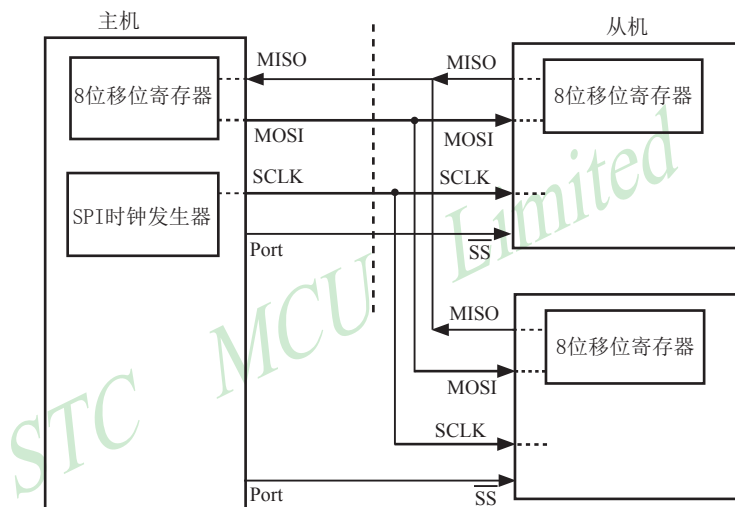 主机
从机
MISO
MISO
8位移位寄存器
8位移位寄存器
MOSI
MOSI
SCLK
SCLK
SPI时钟发生器
Port
SS
MISO
8位移位寄存器
MOSI
SCLK
Port
SS
STC MCU Limited